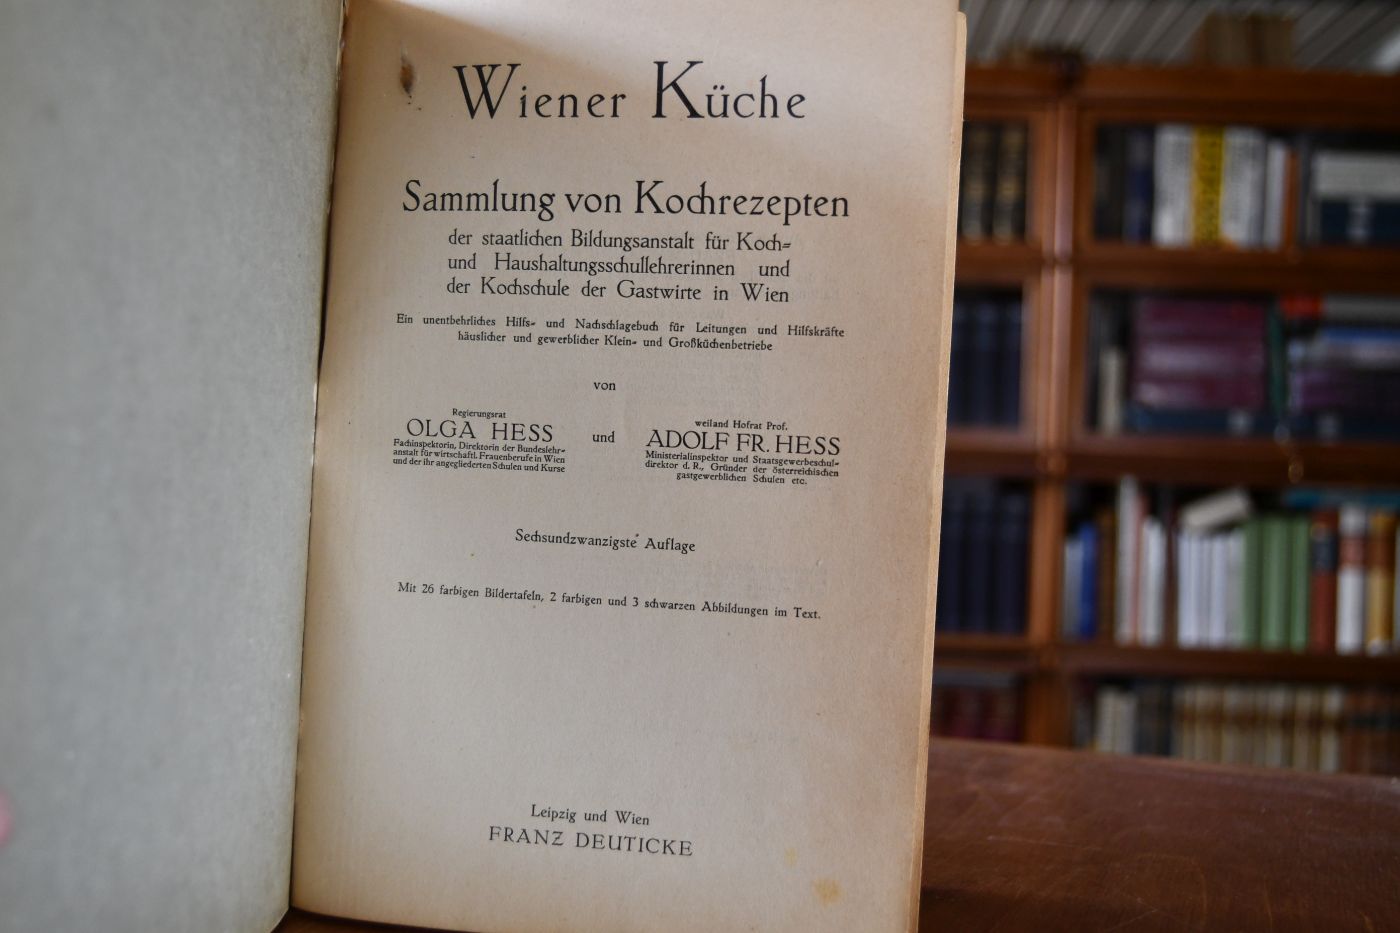 Wiener Küche
Sammlung von Kochrezepten
der staatlichen Bildungsanstalt für Koch-
und Haushaltungsschullehrerinnen und
der Kochschule der Gastwirte in Wien
Ein unentbehrliches Hilfs- und Nachschlagebuch für Leitungen und Hilfskräfte
häuslicher und gewerblicher Klein- und Großküchenbetriebe
von
Regierungsrat
OLGA HESS
Fachinspektorin, Direktorin der Bundeslehr-
anstalt für wirtschaftl. Frauenberufe in Wien
und der ihr angegliederten Schulen und Kurse
und
weiland Hofrat Prof.
ADOLF FR. HESS
Ministerialinspektor und Staatsgewerbeschul-
direktor d. R., Gründer der österreichischen
gastgewerblichen Schulen etc.
Sechsundzwanzigste Auflage
Mit 26 farbigen Bildertafeln, 2 farbigen und 3 schwarzen Abbildungen im Text.
Leipzig und Wien
FRANZ DEUTICKE